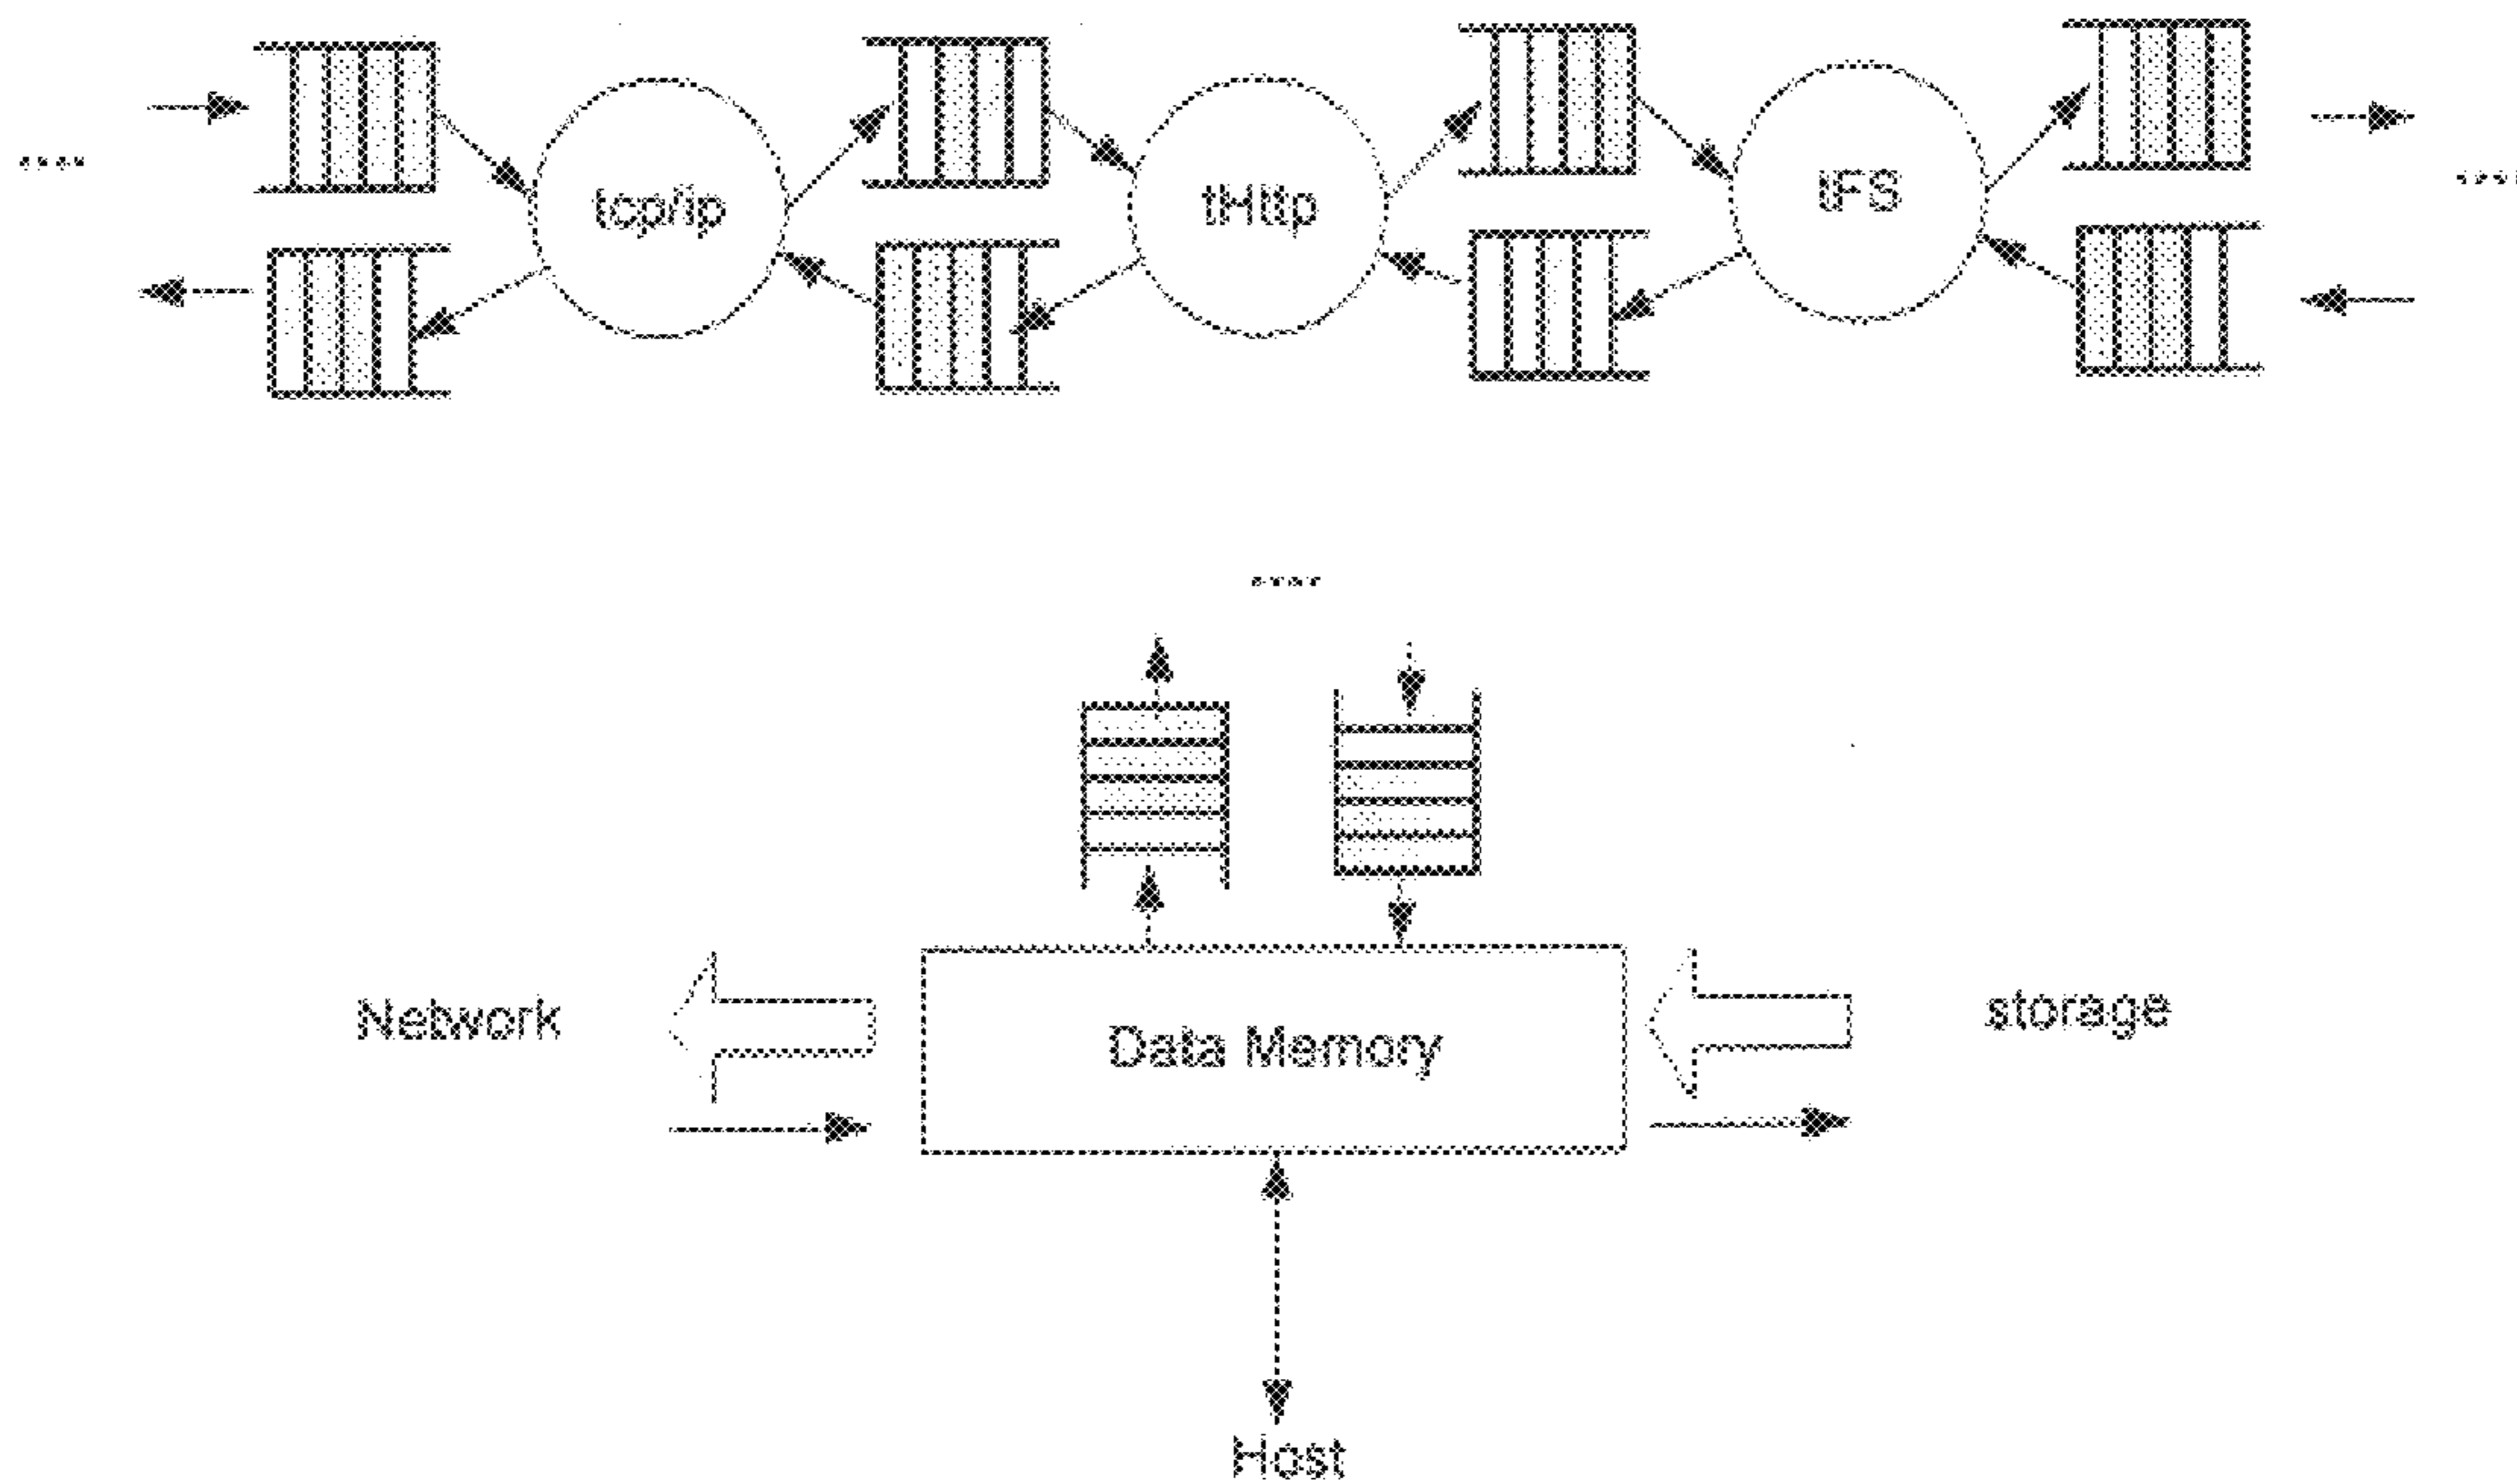 ....
tcp/ip
tHttp
tFS
....
....
Network
Data Memory
storage
Host